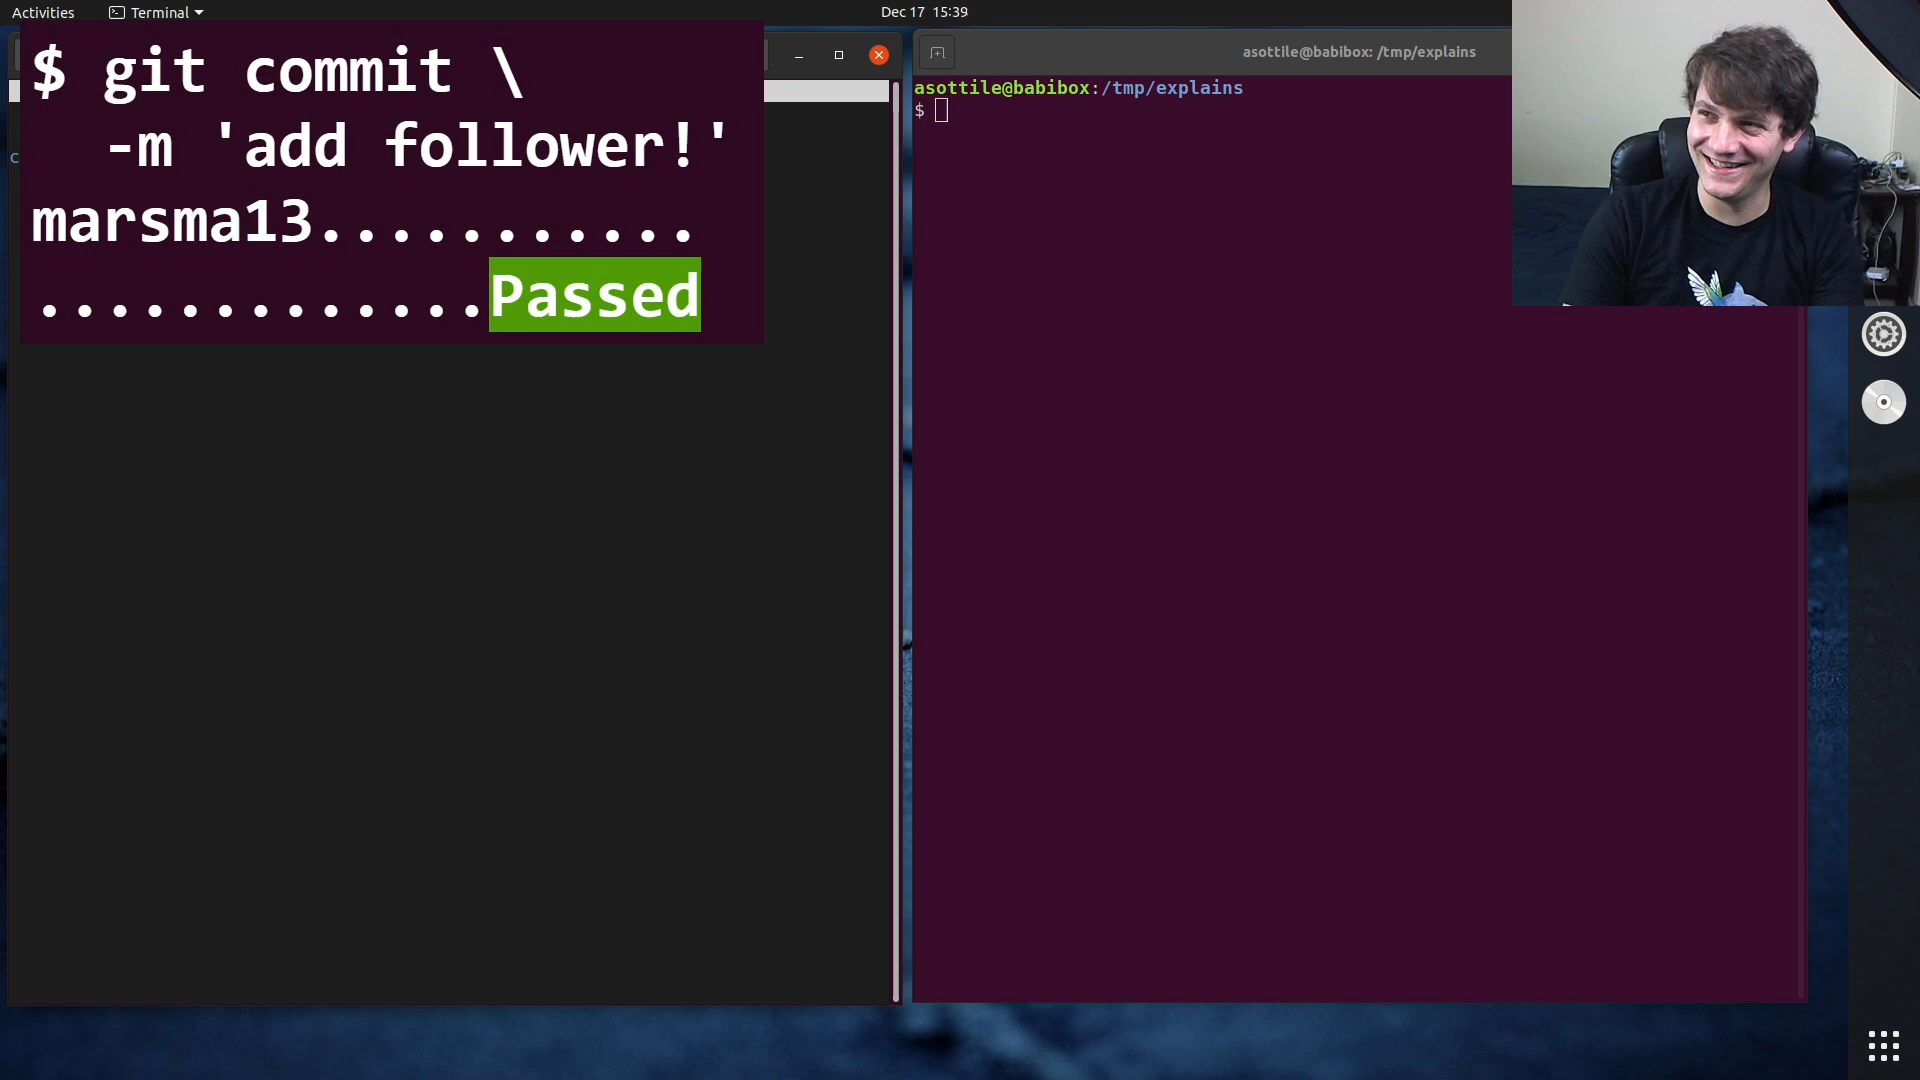 Activities Terminal Dec 17 15:39
$ git commit \
-m 'add follower!'
marsma13...........
.............Passed
c
asottile@babibox: /tmp/explains
asottile@babibox:/tmp/explains
$